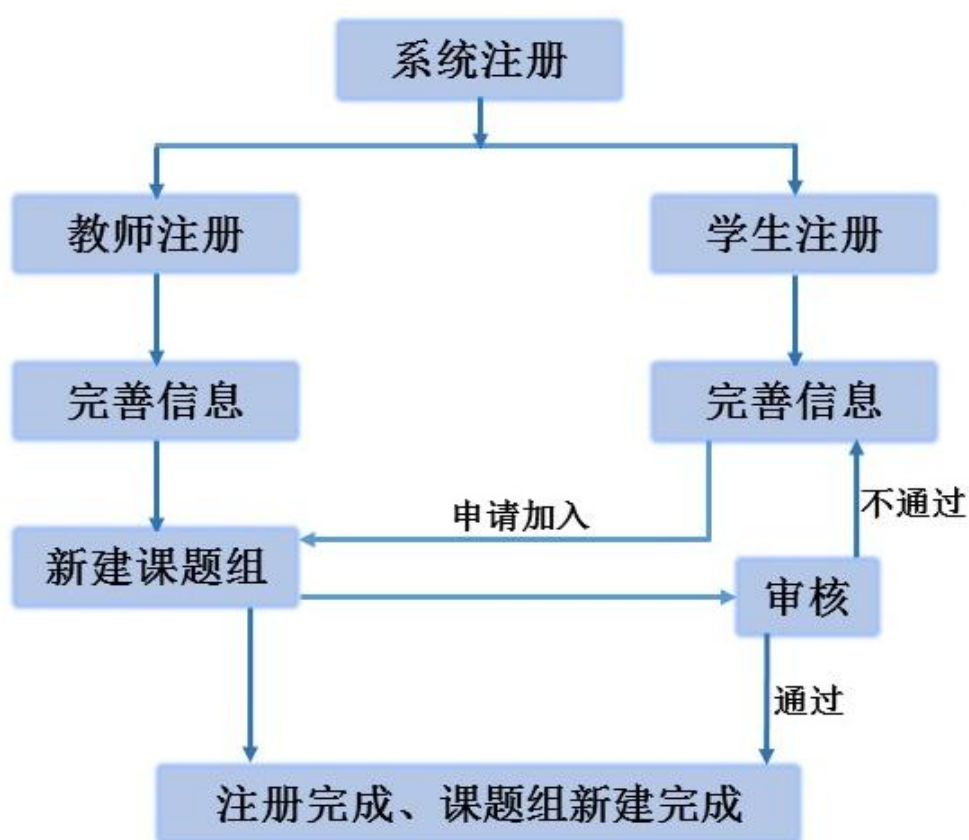 系统注册
教师注册
学生注册
完善信息
完善信息
申请加入
不通过
新建课题组
审核
通过
注册完成、课题组新建完成